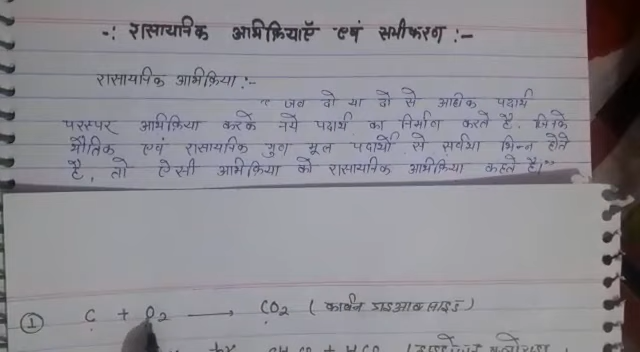 -: रासायनिक अभिक्रियाएँ एवं समीकरण :-
रासायनिक अभिक्रिया :-
" जब दो या दो से अधिक पदार्थ
परस्पर अभिक्रिया करके नये पदार्थ का निर्माण करते है. जिनके
भौतिक एवं रासायनिक गुण मूल पदार्थो से सर्वथा भिन्न होते
है, तो ऐसी अभिक्रिया को रासायनिक अभिक्रिया कहते है।"
① C + O2 → CO2 ( कार्बन डाइआक्साइड )